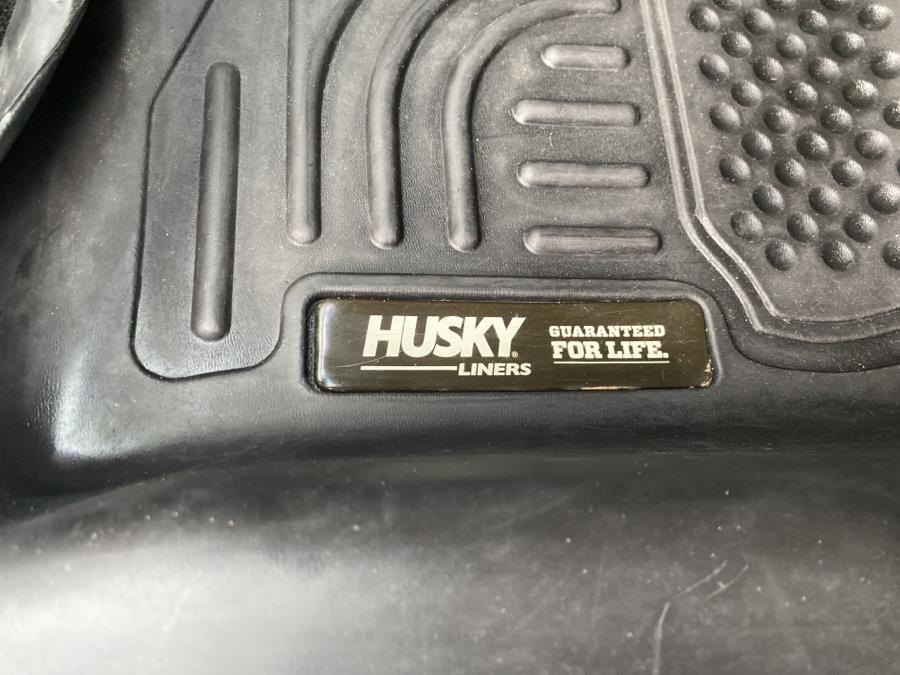 HUSKY®
LINERS
GUARANTEED
FOR LIFE.